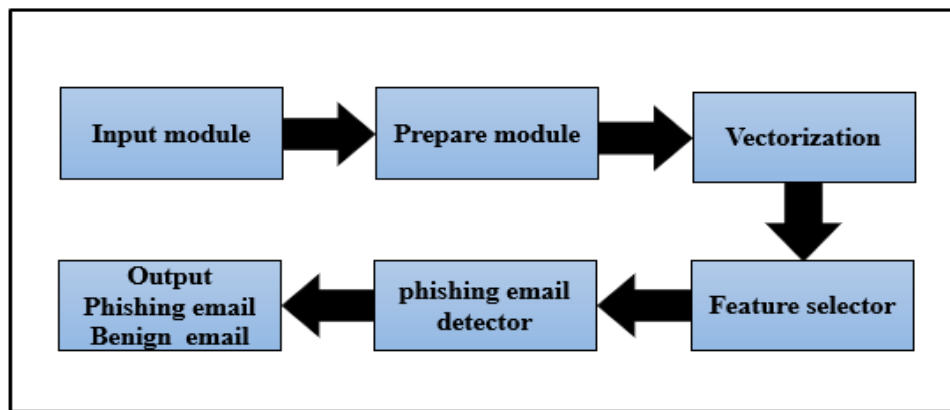 Input module
Prepare module
Vectorization
Feature selector
phishing email
detector
Output
Phishing email
Benign email